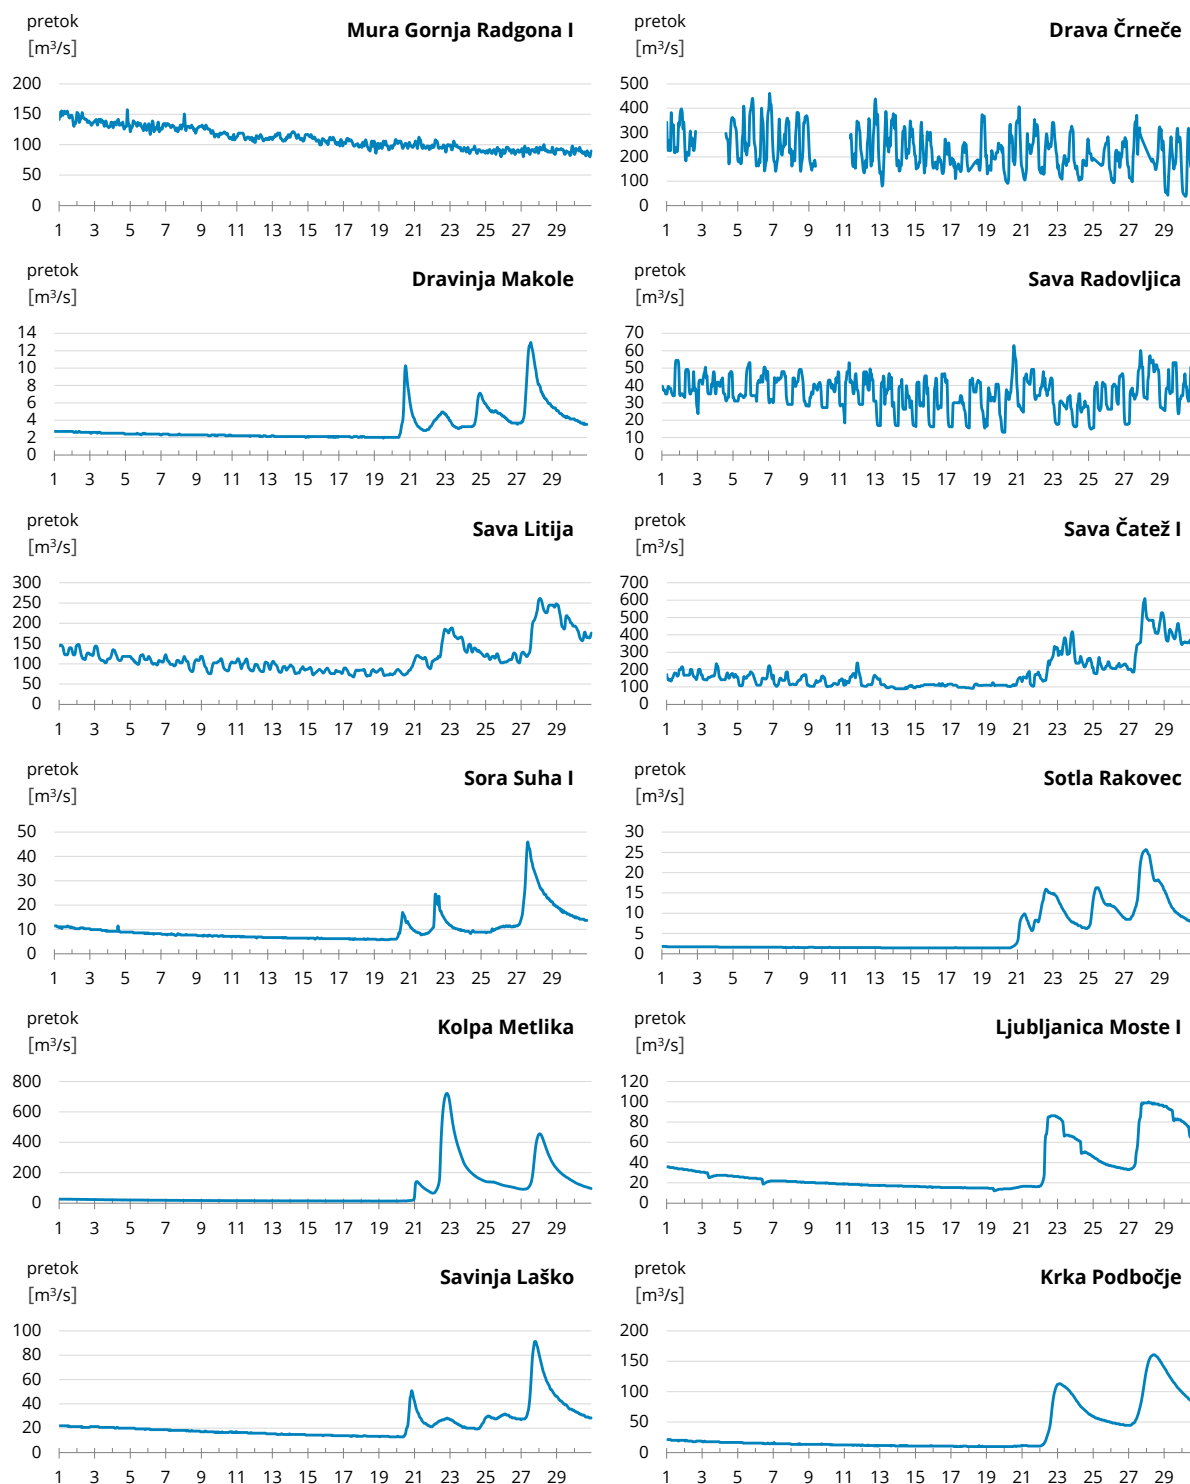 pretok
[m³/s]
Mura Gornja Radgona I
200
150
100
50
0
1 3 5 7 9 11 13 15 17 19 21 23 25 27 29
pretok
[m³/s]
Drava Črneče
500
400
300
200
100
0
1 3 5 7 9 11 13 15 17 19 21 23 25 27 29
pretok
[m³/s]
Dravinja Makole
14
12
10
8
6
4
2
0
1 3 5 7 9 11 13 15 17 19 21 23 25 27 29
pretok
[m³/s]
Sava Radovljica
70
60
50
40
30
20
10
0
1 3 5 7 9 11 13 15 17 19 21 23 25 27 29
pretok
[m³/s]
Sava Litija
300
250
200
150
100
50
0
1 3 5 7 9 11 13 15 17 19 21 23 25 27 29
pretok
[m³/s]
Sava Čatež I
700
600
500
400
300
200
100
0
1 3 5 7 9 11 13 15 17 19 21 23 25 27 29
pretok
[m³/s]
Sora Suha I
50
40
30
20
10
0
1 3 5 7 9 11 13 15 17 19 21 23 25 27 29
pretok
[m³/s]
Sotla Rakovec
30
25
20
15
10
5
0
1 3 5 7 9 11 13 15 17 19 21 23 25 27 29
pretok
[m³/s]
Kolpa Metlika
800
600
400
200
0
1 3 5 7 9 11 13 15 17 19 21 23 25 27 29
pretok
[m³/s]
Ljubljanica Moste I
120
100
80
60
40
20
0
1 3 5 7 9 11 13 15 17 19 21 23 25 27 29
pretok
[m³/s]
Savinja Laško
100
80
60
40
20
0
1 3 5 7 9 11 13 15 17 19 21 23 25 27 29
pretok
[m³/s]
Krka Podbočje
200
150
100
50
0
1 3 5 7 9 11 13 15 17 19 21 23 25 27 29